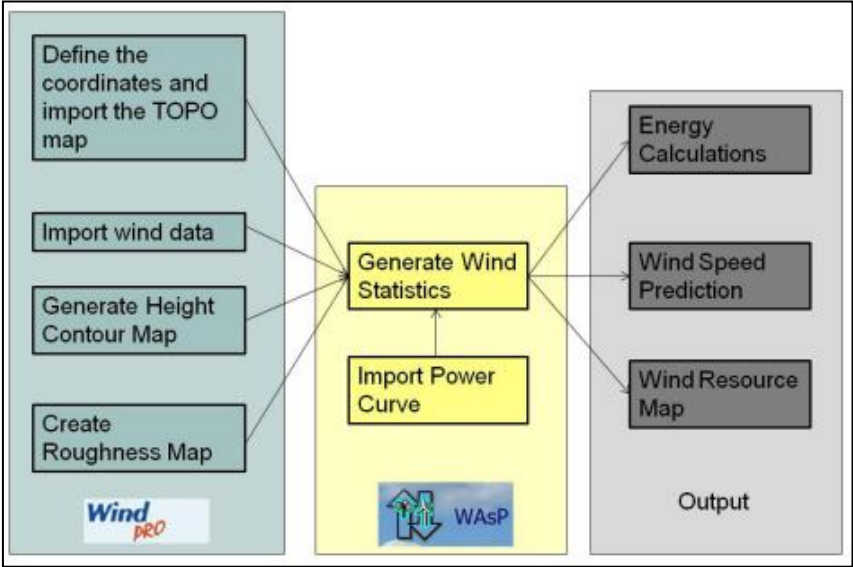 Define the
coordinates and
import the TOPO
map
Import wind data
Generate Height
Contour Map
Create
Roughness Map
Wind
PRO
Generate Wind
Statistics
Import Power
Curve
WAsP
Energy
Calculations
Wind Speed
Prediction
Wind Resource
Map
Output